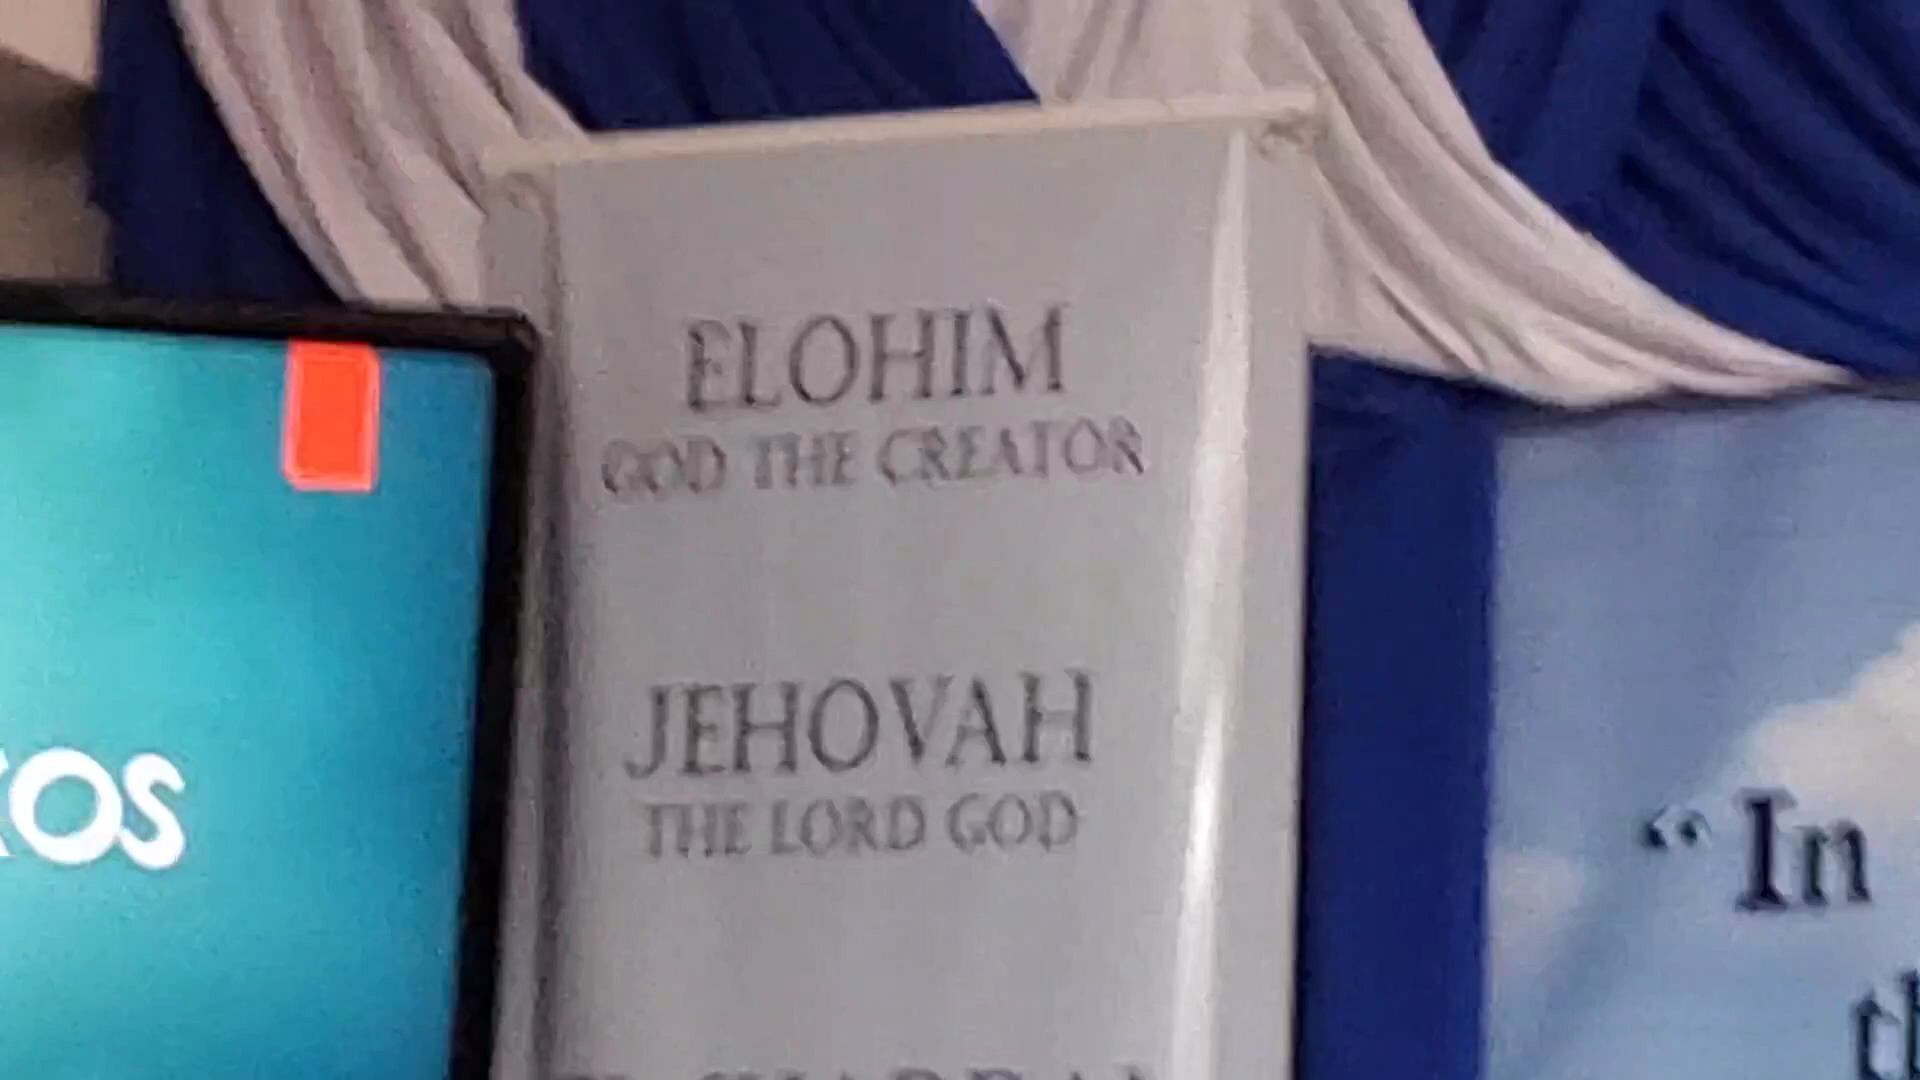 ELOHIM
GOD THE CREATOR
JEHOVAH
THE LORD GOD
OS
“In